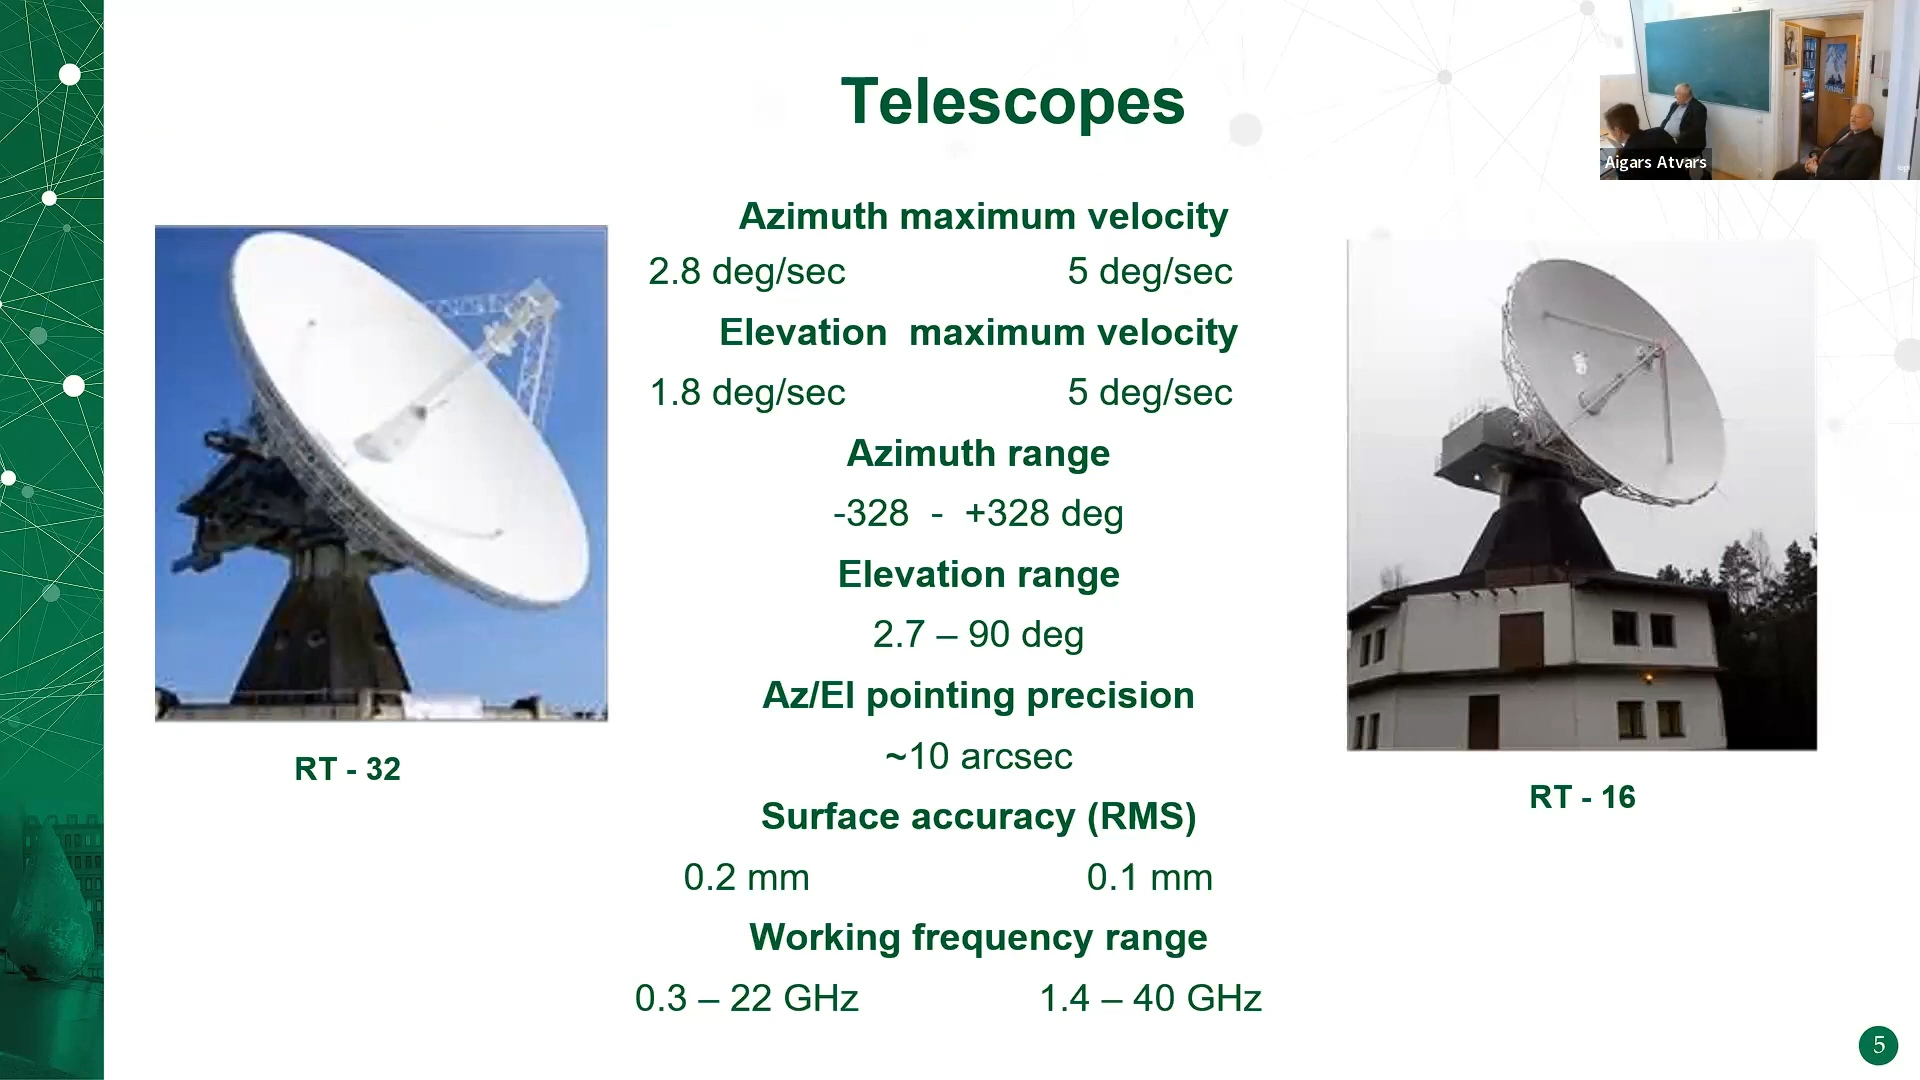 Telescopes
Aigars Atvars
Azimuth maximum velocity
2.8 deg/sec 5 deg/sec
Elevation maximum velocity
1.8 deg/sec 5 deg/sec
Azimuth range
-328 - +328 deg
Elevation range
2.7 – 90 deg
Az/El pointing precision
~10 arcsec
Surface accuracy (RMS)
0.2 mm 0.1 mm
Working frequency range
0.3 – 22 GHz 1.4 – 40 GHz
RT - 32
RT - 16
5